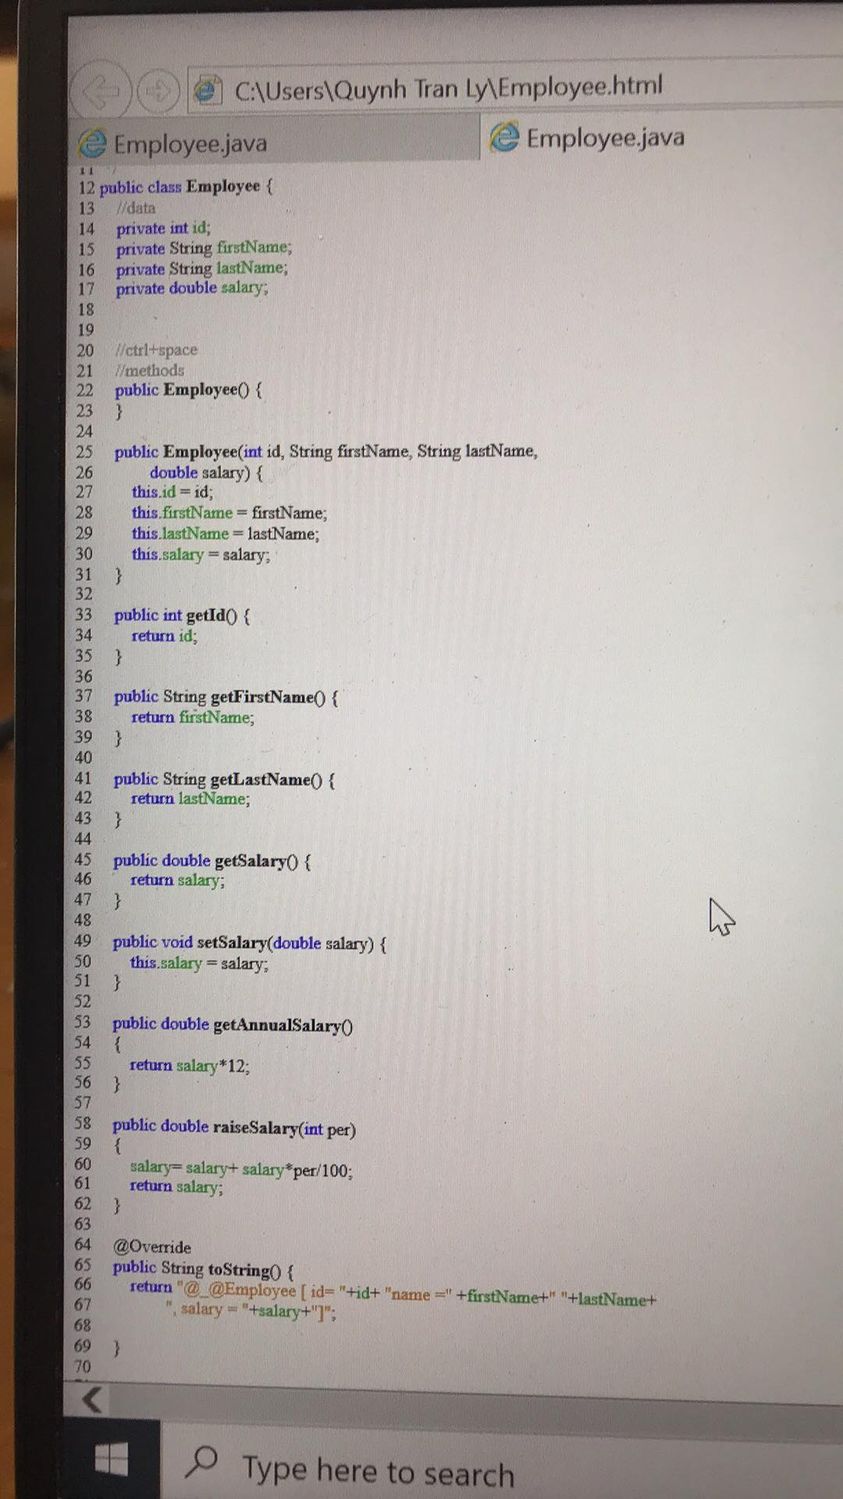 C:\Users\Quynh Tran Ly\Employee.html
Employee.java
Employee.java
11
12 public class Employee {
13 //data
14 private int id;
15 private String firstName;
16 private String lastName;
17 private double salary;
18
19
20 //ctrl+space
21 //methods
22 public Employee() {
23 }
24
25 public Employee(int id, String firstName, String lastName,
26 double salary) {
27 this.id = id;
28 this.firstName = firstName;
29 this.lastName = lastName;
30 this.salary = salary;
31 }
32
33 public int getId() {
34 return id;
35 }
36
37 public String getFirstName() {
38 return firstName;
39 }
40
41 public String getLastName() {
42 return lastName;
43 }
44
45 public double getSalary() {
46 return salary;
47 }
48
49 public void setSalary(double salary) {
50 this.salary = salary;
51 }
52
53 public double getAnnualSalary()
54 {
55 return salary*12;
56 }
57
58 public double raiseSalary(int per)
59 {
60 salary= salary+ salary*per/100;
61 return salary;
62 }
63
64 @Override
65 public String toString() {
66 return "@_@Employee [ id= "+id+ "name =" +firstName+" "+lastName+
67 ", salary = "+salary+"]";
68
69 }
70
Type here to search